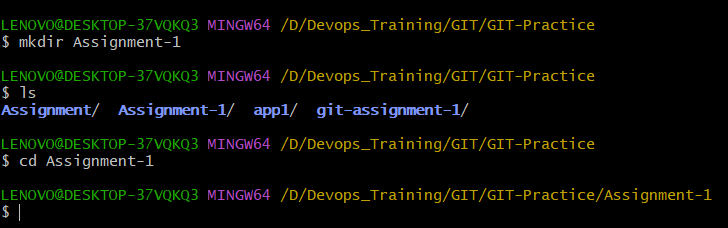 LENOVO@DESKTOP-37VQKQ3 MINGW64 /D/Devops_Training/GIT/GIT-Practice
$ mkdir Assignment-1
LENOVO@DESKTOP-37VQKQ3 MINGW64 /D/Devops_Training/GIT/GIT-Practice
$ ls
Assignment/  Assignment-1/  app1/  git-assignment-1/
LENOVO@DESKTOP-37VQKQ3 MINGW64 /D/Devops_Training/GIT/GIT-Practice
$ cd Assignment-1
LENOVO@DESKTOP-37VQKQ3 MINGW64 /D/Devops_Training/GIT/GIT-Practice/Assignment-1
$